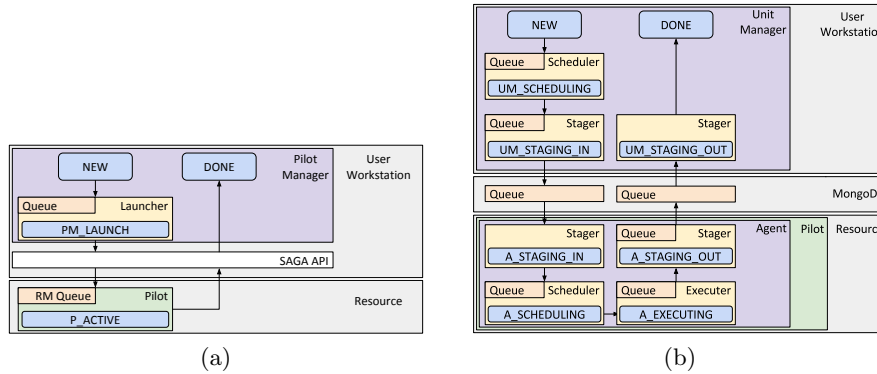 NEW
DONE
Pilot
Manager
User
Workstation
Queue
Launcher
PM_LAUNCH
SAGA API
RM Queue
Pilot
Resource
P_ACTIVE
(a)
NEW
DONE
Unit
Manager
User
Workstation
Queue
Scheduler
UM_SCHEDULING
Queue
Stager
Stager
UM_STAGING_IN
UM_STAGING_OUT
Queue
Queue
MongoD
Stager
Queue
Stager
Agent
Pilot
Resourc
A_STAGING_IN
A_STAGING_OUT
Queue
Scheduler
Queue
Executer
A_SCHEDULING
A_EXECUTING
(b)